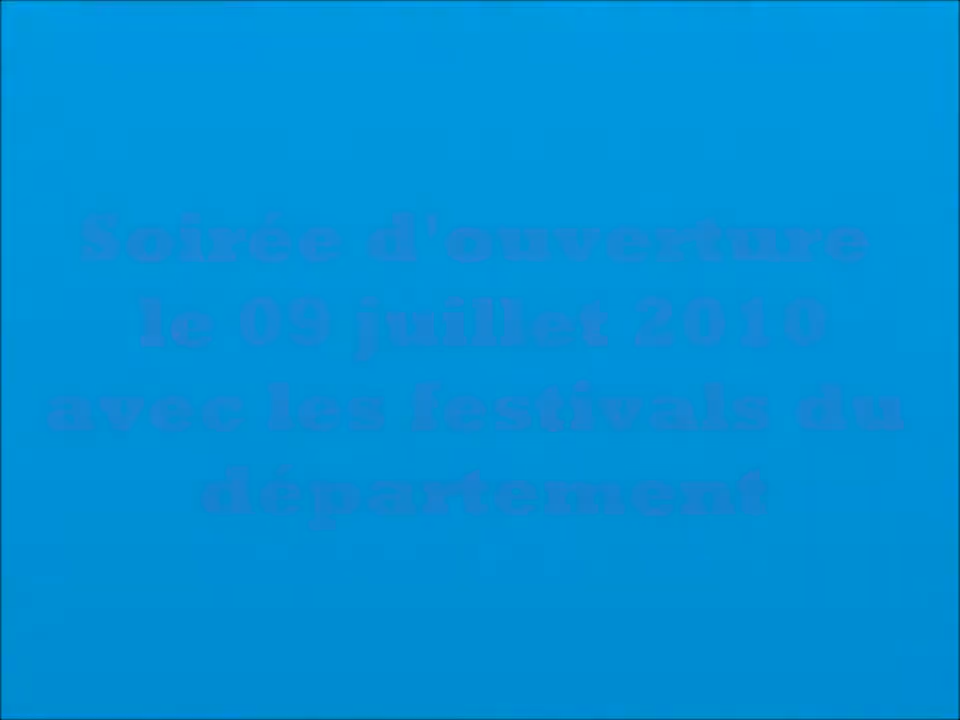 Soirée d'ouverture
le 09 juillet 2010
avec les festivals du
département